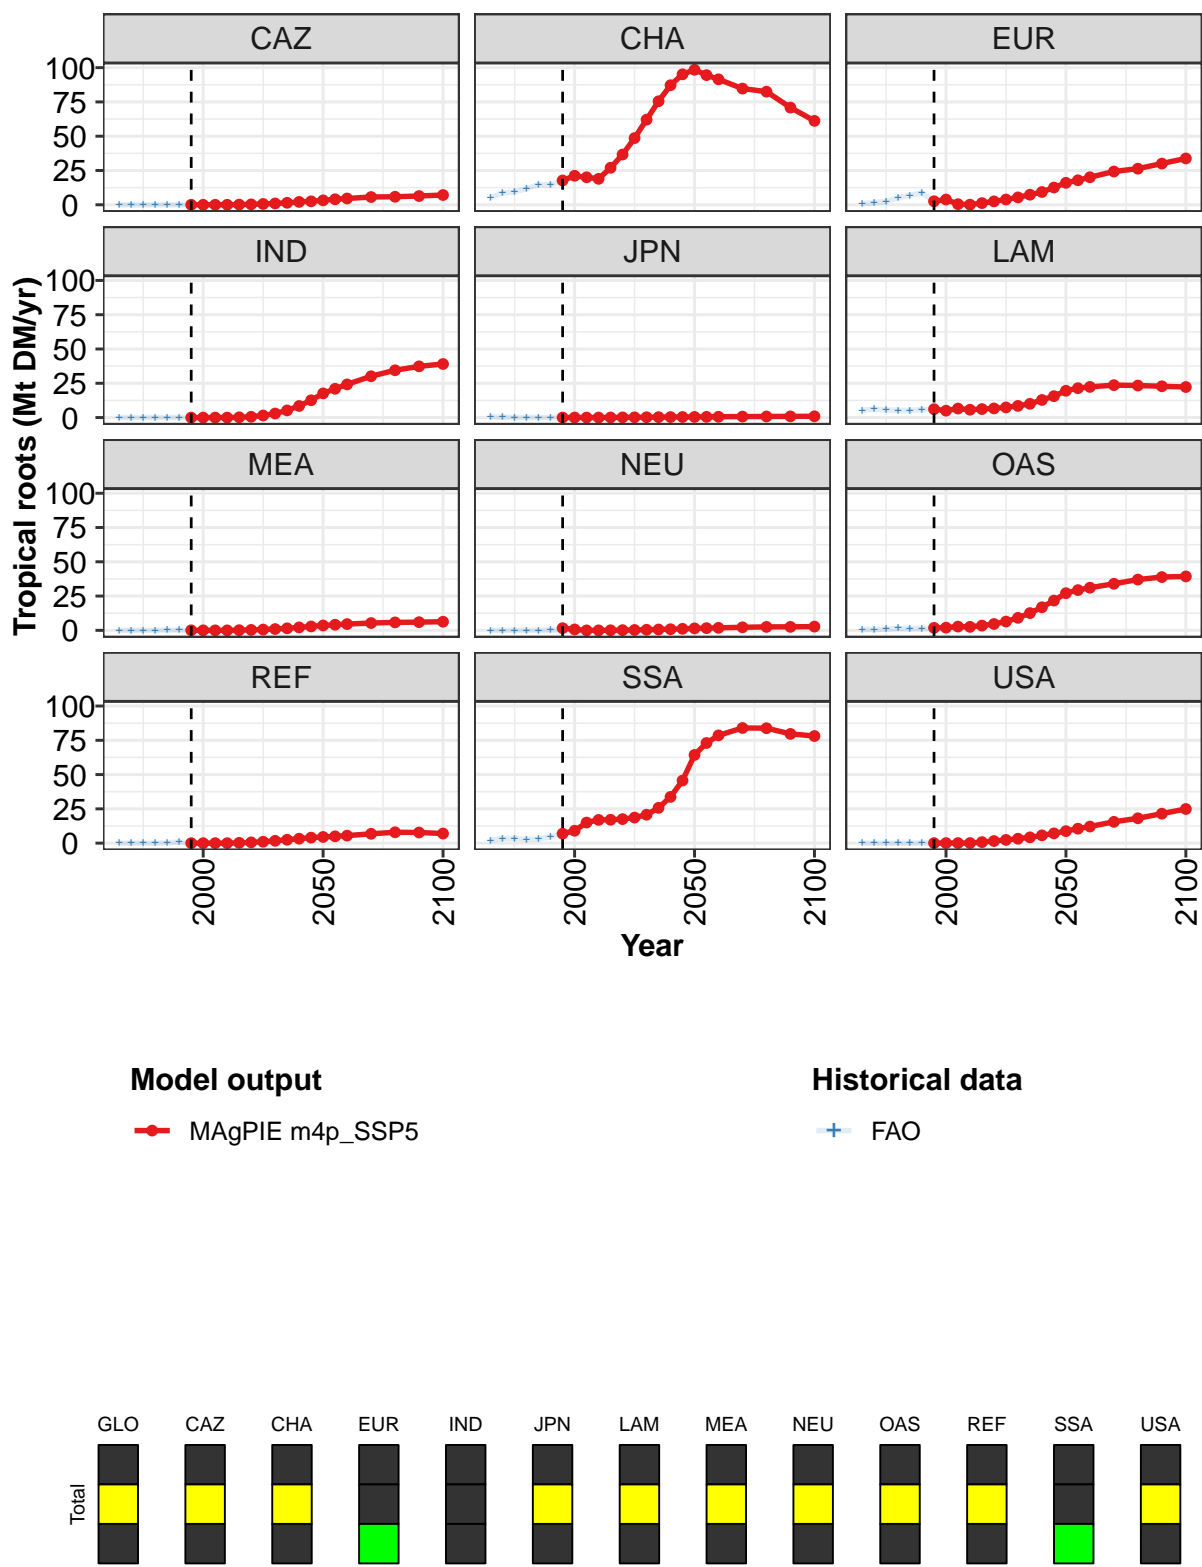 CAZ CHA EUR
100
75
50
25
0
IND JPN LAM
100
75
50
25
0
MEA NEU OAS
100
75
50
25
0
REF SSA USA
100
75
50
25
0
Tropical roots (Mt DM/yr)
2000 2050 2100 2000 2050 2100 2000 2050 2100
Year
Model output Historical data
MAgPIE m4p_SSP5 FAO
GLO CAZ CHA EUR IND JPN LAM MEA NEU OAS REF SSA USA
Total